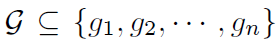 𝒢 ⊆ {g₁, g₂, ⋯ , gₙ}